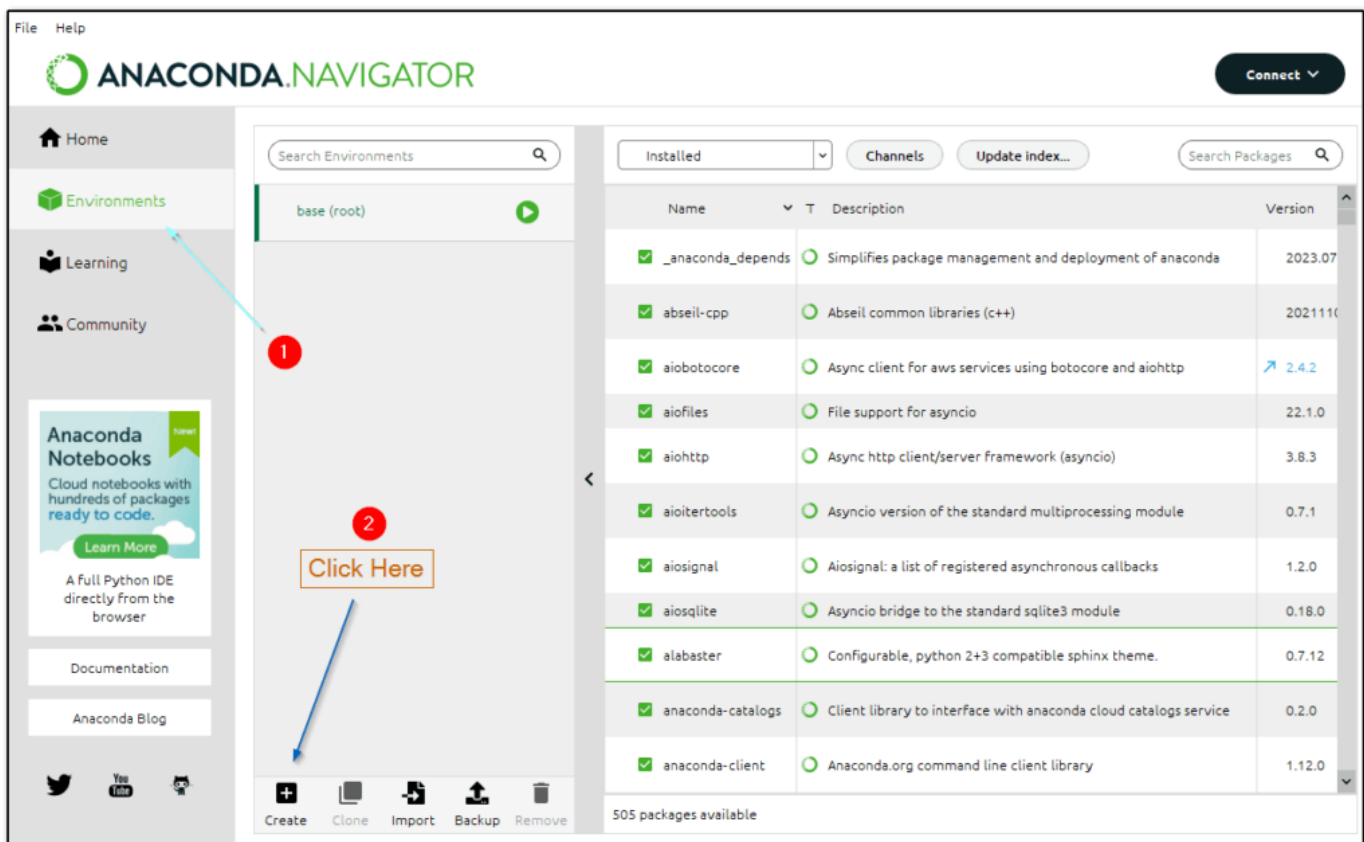 File Help
ANACONDA.NAVIGATOR
Connect
Home
Environments
Learning
Community
Anaconda
Notebooks
New!
Cloud notebooks with
hundreds of packages
ready to code.
Learn More
A full Python IDE
directly from the
browser
Documentation
Anaconda Blog
You
Tube
Search Environments
base (root)
1
2
Click Here
Create Clone Import Backup Remove
Installed Channels Update index... Search Packages
Name T Description Version
_anaconda_depends Simplifies package management and deployment of anaconda 2023.07
abseil-cpp Abseil common libraries (c++) 2021110
aiobotocore Async client for aws services using botocore and aiohttp 2.4.2
aiofiles File support for asyncio 22.1.0
aiohttp Async http client/server framework (asyncio) 3.8.3
aioitertools Asyncio version of the standard multiprocessing module 0.7.1
aiosignal Aiosignal: a list of registered asynchronous callbacks 1.2.0
aiosqlite Asyncio bridge to the standard sqlite3 module 0.18.0
alabaster Configurable, python 2+3 compatible sphinx theme. 0.7.12
anaconda-catalogs Client library to interface with anaconda cloud catalogs service 0.2.0
anaconda-client Anaconda.org command line client library 1.12.0
505 packages available